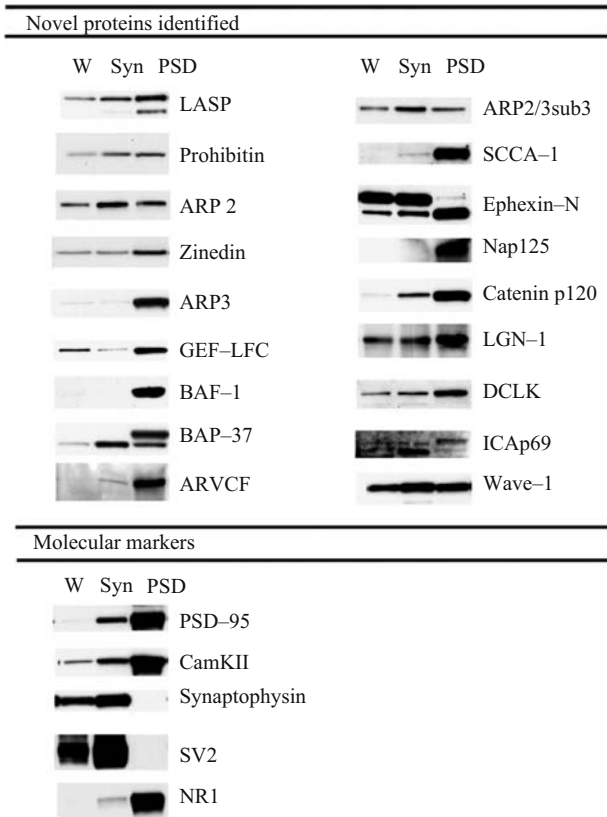 Novel proteins identified
W Syn PSD
LASP
Prohibitin
ARP 2
Zinedin
ARP3
GEF–LFC
BAF–1
BAP–37
ARVCF
W Syn PSD
ARP2/3sub3
SCCA–1
Ephexin–N
Nap125
Catenin p120
LGN–1
DCLK
ICAp69
Wave–1
Molecular markers
W Syn PSD
PSD–95
CamKII
Synaptophysin
SV2
NR1